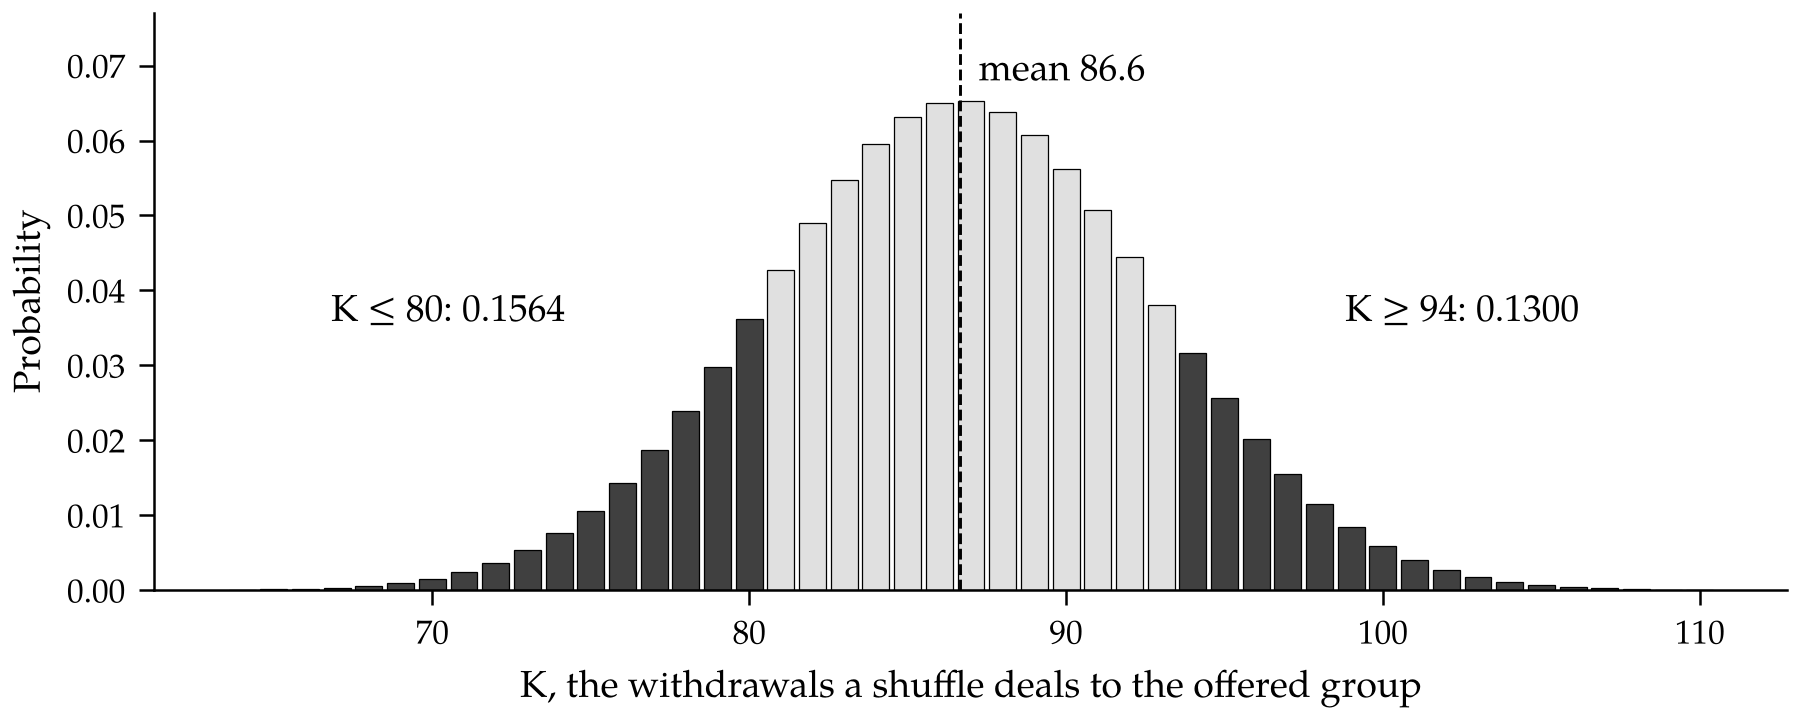 mean 86.6
K ≤ 80: 0.1564
K ≥ 94: 0.1300
Probability
0.07
0.06
0.05
0.04
0.03
0.02
0.01
0.00
70 80 90 100 110
K, the withdrawals a shuffle deals to the offered group